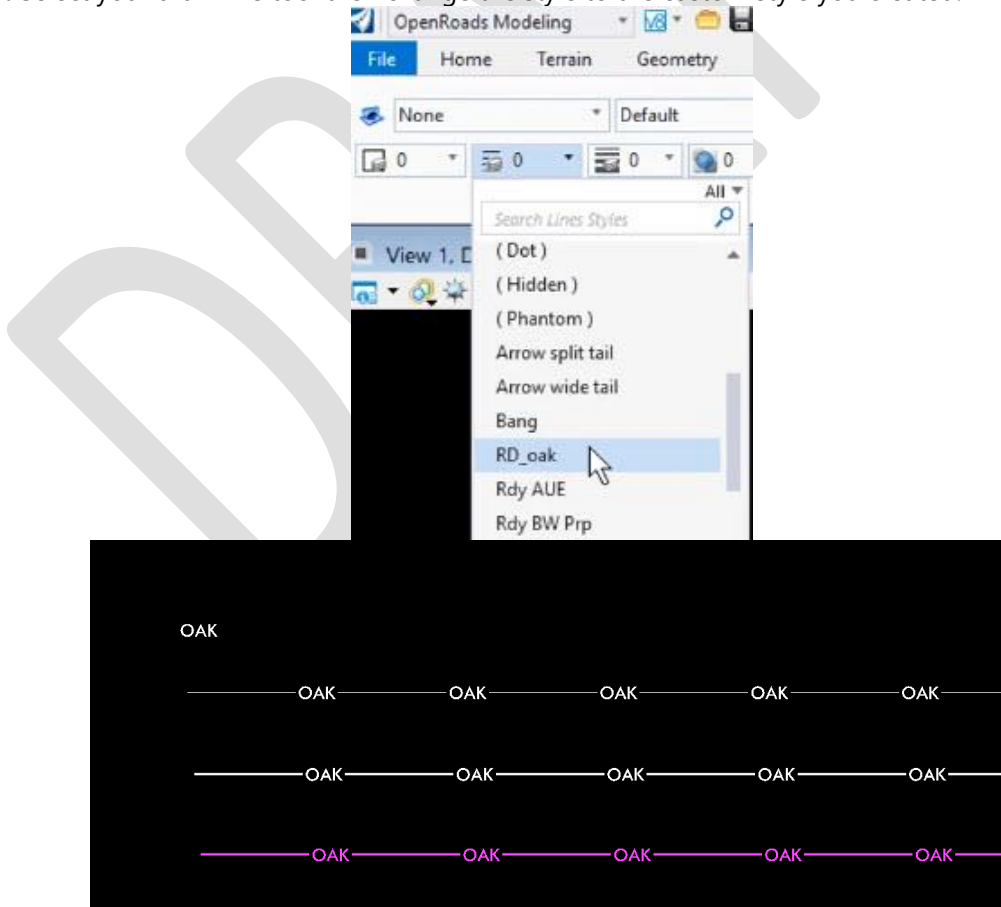 OpenRoads Modeling
File Home Terrain Geometry
None Default
0 0 0 0
All
Search Lines Styles
View 1, D
( Dot )
( Hidden )
( Phantom )
Arrow split tail
Arrow wide tail
Bang
RD_oak
Rdy AUE
Rdy BW Prp
OAK
OAK OAK OAK OAK OAK
OAK OAK OAK OAK OAK
OAK OAK OAK OAK OAK